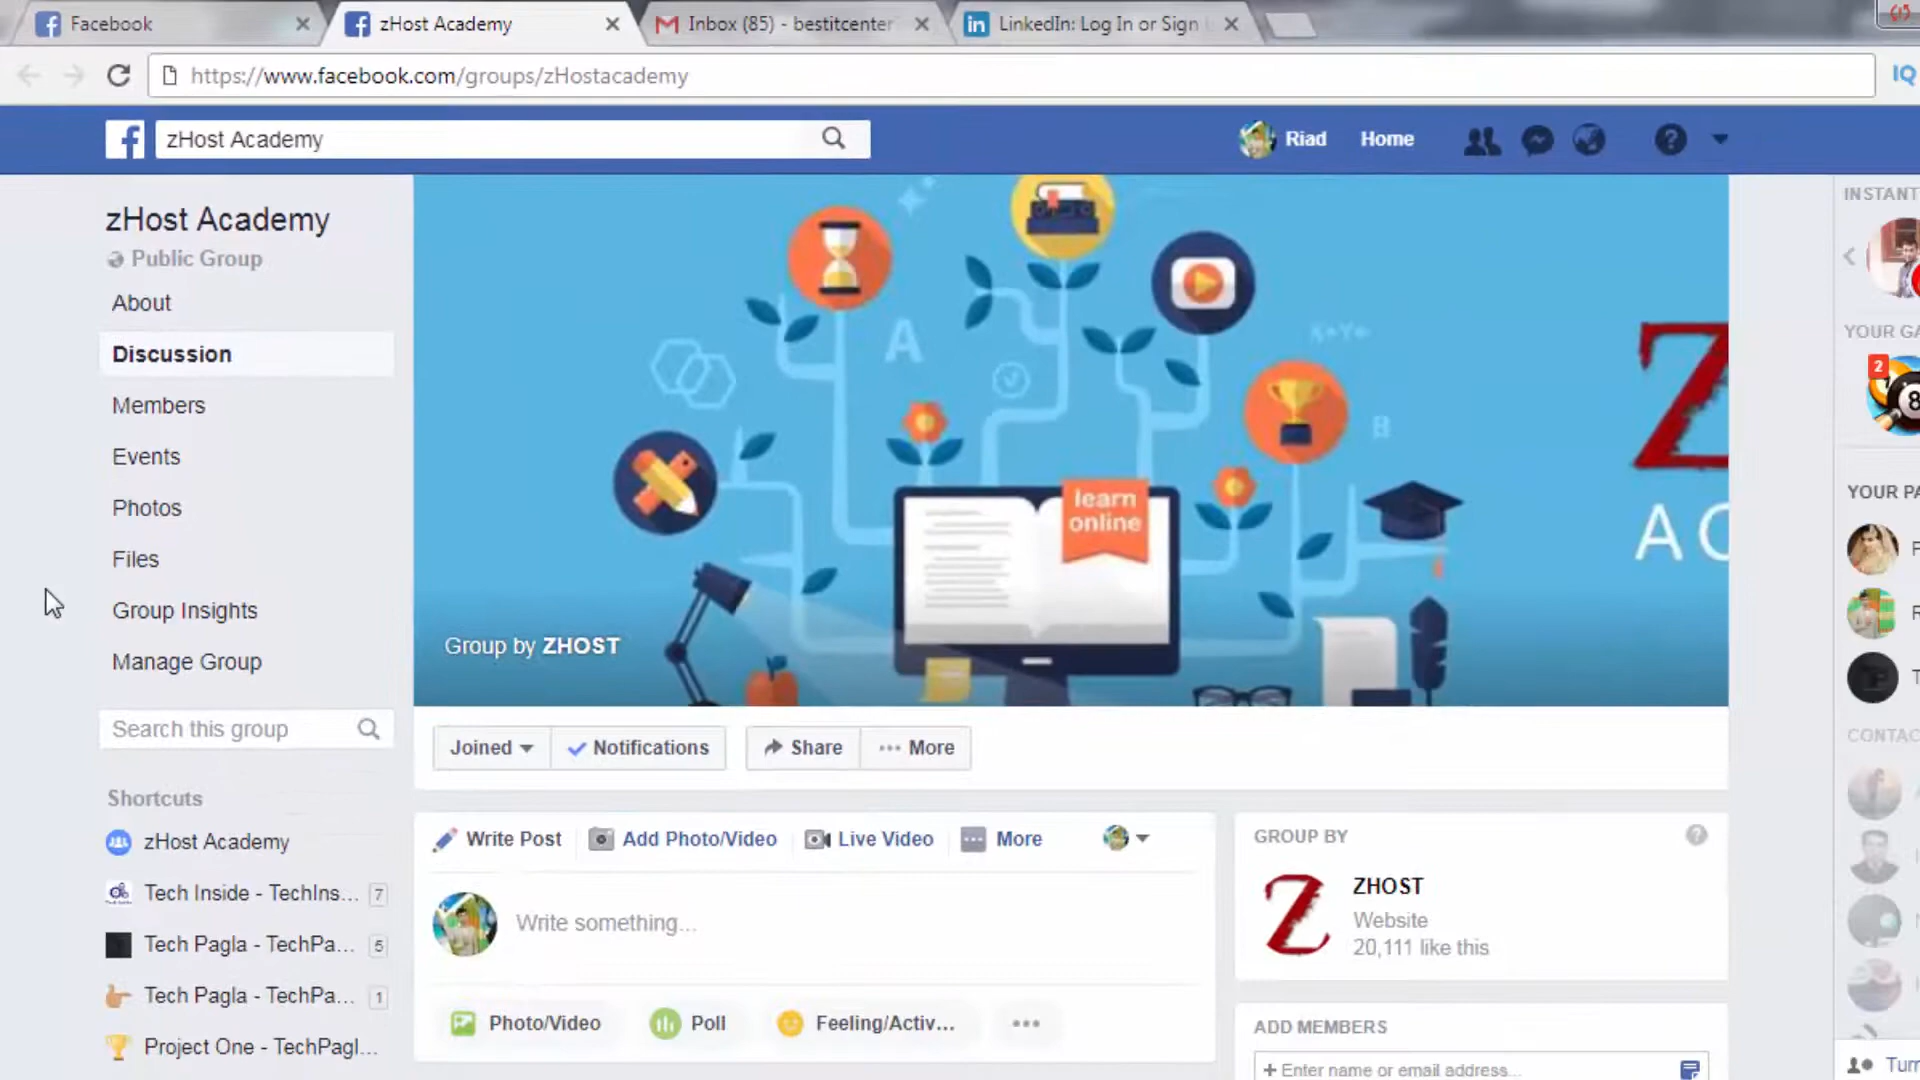 Facebook
zHost Academy
Inbox (85) - bestitcenter
LinkedIn: Log In or Sign
https://www.facebook.com/groups/zHostacademy
IQ
zHost Academy
Riad
Home
zHost Academy
Public Group
About
Discussion
Members
Events
Photos
Files
Group Insights
Manage Group
Search this group
Shortcuts
zHost Academy
Tech Inside - TechIns... 7
Tech Pagla - TechPa... 5
Tech Pagla - TechPa... 1
Project One - TechPagl...
A
B
learn
online
Z
AC
Group by ZHOST
Joined
Notifications
Share
More
Write Post
Add Photo/Video
Live Video
More
Write something...
Photo/Video
Poll
Feeling/Activ...
GROUP BY
Z
ZHOST
Website
20,111 like this
ADD MEMBERS
+ Enter name or email address...
INSTANT
YOUR GA
2
8
YOUR PA
F
R
T
CONTAC
Turn